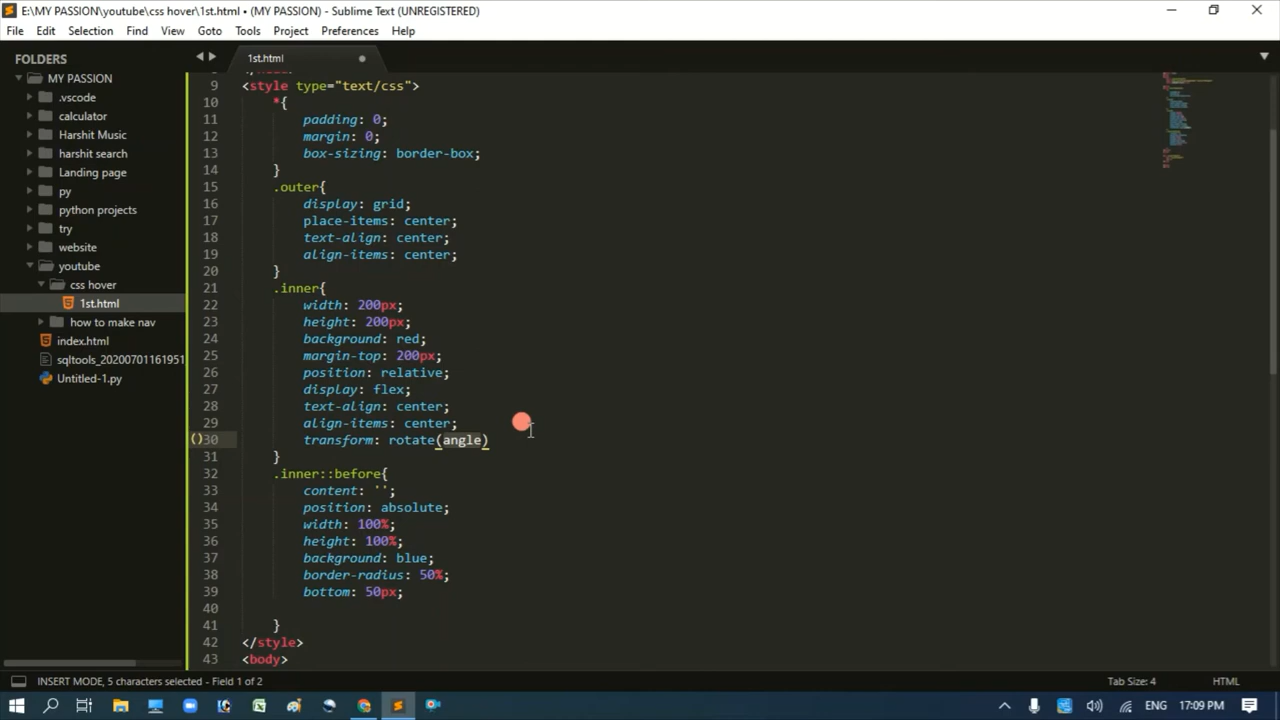 E:\MY PASSION\youtube\css hover\1st.html • (MY PASSION) - Sublime Text (UNREGISTERED)
File Edit Selection Find View Goto Tools Project Preferences Help
FOLDERS
MY PASSION
.vscode
calculator
Harshit Music
harshit search
Landing page
py
python projects
try
website
youtube
css hover
1st.html
how to make nav
index.html
sqltools_20200701161951
Untitled-1.py
1st.html
9 <style type="text/css">
10 *{
11 padding: 0;
12 margin: 0;
13 box-sizing: border-box;
14 }
15 .outer{
16 display: grid;
17 place-items: center;
18 text-align: center;
19 align-items: center;
20 }
21 .inner{
22 width: 200px;
23 height: 200px;
24 background: red;
25 margin-top: 200px;
26 position: relative;
27 display: flex;
28 text-align: center;
29 align-items: center;
()30 transform: rotate(angle)
31 }
32 .inner::before{
33 content: '';
34 position: absolute;
35 width: 100%;
36 height: 100%;
37 background: blue;
38 border-radius: 50%;
39 bottom: 50px;
40
41 }
42 </style>
43 <body>
INSERT MODE, 5 characters selected - Field 1 of 2 Tab Size: 4 HTML
ENG 17:09 PM